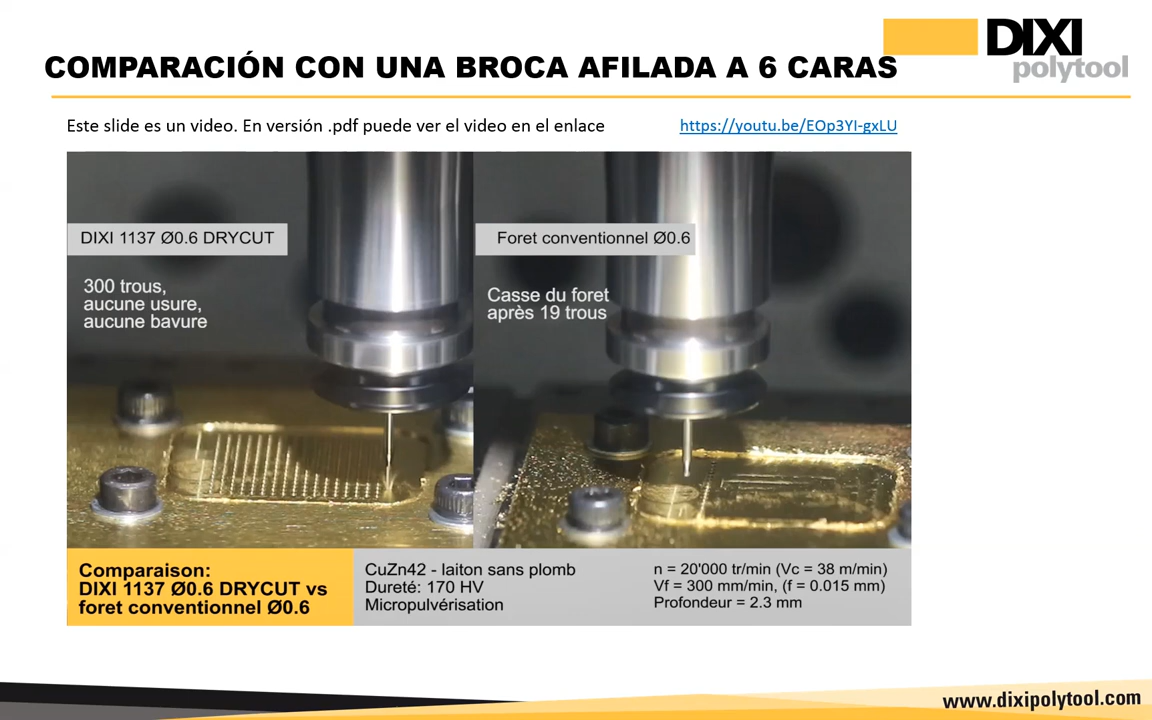 DIXI
polytool
COMPARACIÓN CON UNA BROCA AFILADA A 6 CARAS
Este slide es un video. En versión .pdf puede ver el video en el enlace
https://youtu.be/EOp3YI-gxLU
DIXI 1137 Ø0.6 DRYCUT
300 trous,
aucune usure,
aucune bavure
Foret conventionnel Ø0.6
Casse du foret
après 19 trous
Comparaison:
DIXI 1137 Ø0.6 DRYCUT vs
foret conventionnel Ø0.6
CuZn42 - laiton sans plomb
Dureté: 170 HV
Micropulvérisation
n = 20'000 tr/min (Vc = 38 m/min)
Vf = 300 mm/min, (f = 0.015 mm)
Profondeur = 2.3 mm
www.dixipolytool.com